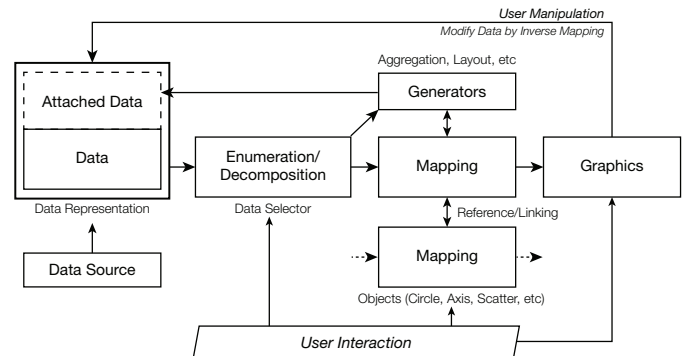 User Manipulation
Modify Data by Inverse Mapping
Aggregation, Layout, etc
Attached Data
Generators
Data
Enumeration/
Decomposition
Mapping
Graphics
Data Representation
Data Selector
Reference/Linking
Data Source
Mapping
Objects (Circle, Axis, Scatter, etc)
User Interaction